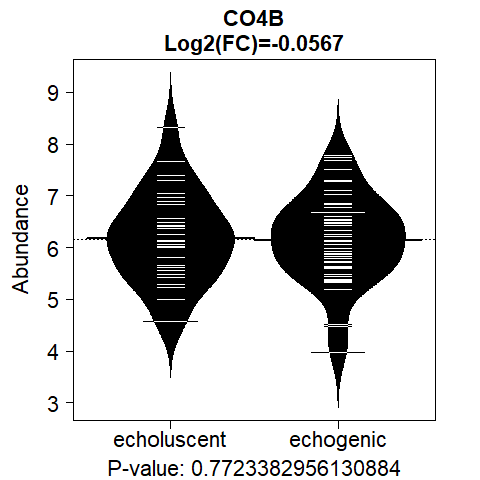 CO4B
Log2(FC)=-0.0567
Abundance
9
8
7
6
5
4
3
echoluscent echogenic
P-value: 0.7723382956130884